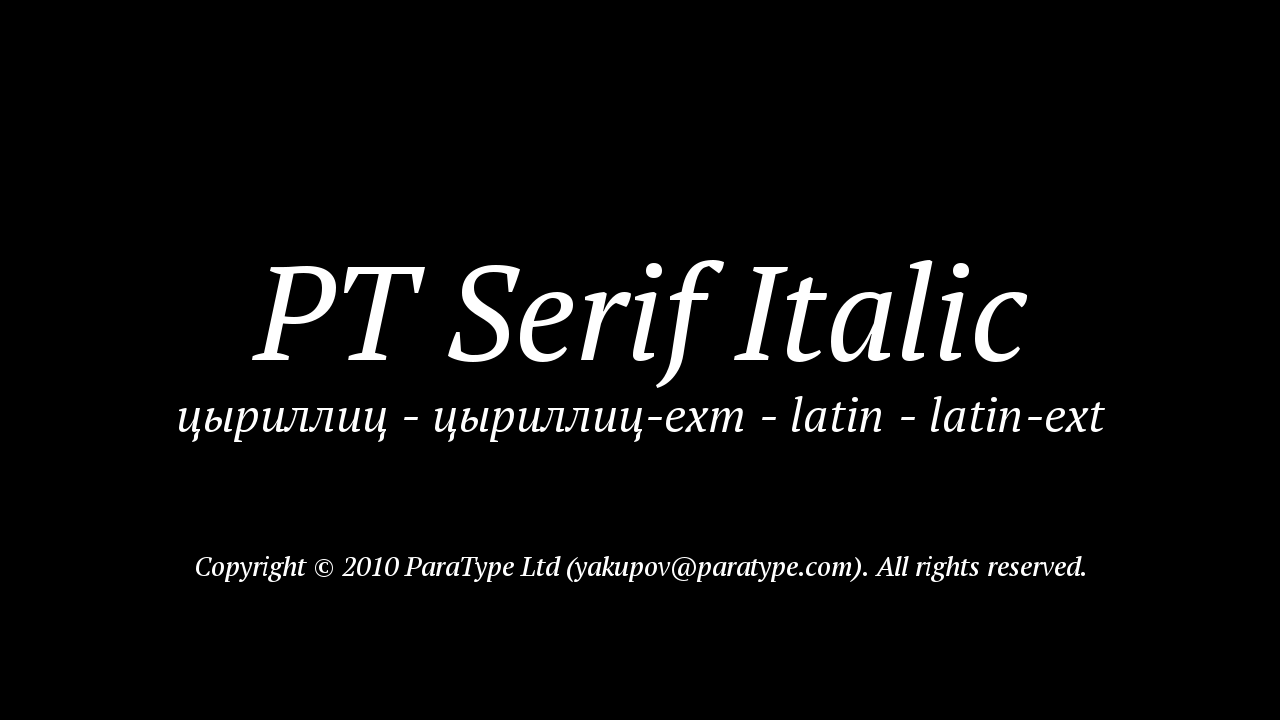 PT Serif Italic
цыриллиц - цыриллиц-ехт - latin - latin-ext
Copyright © 2010 ParaType Ltd (yakupov@paratype.com). All rights reserved.